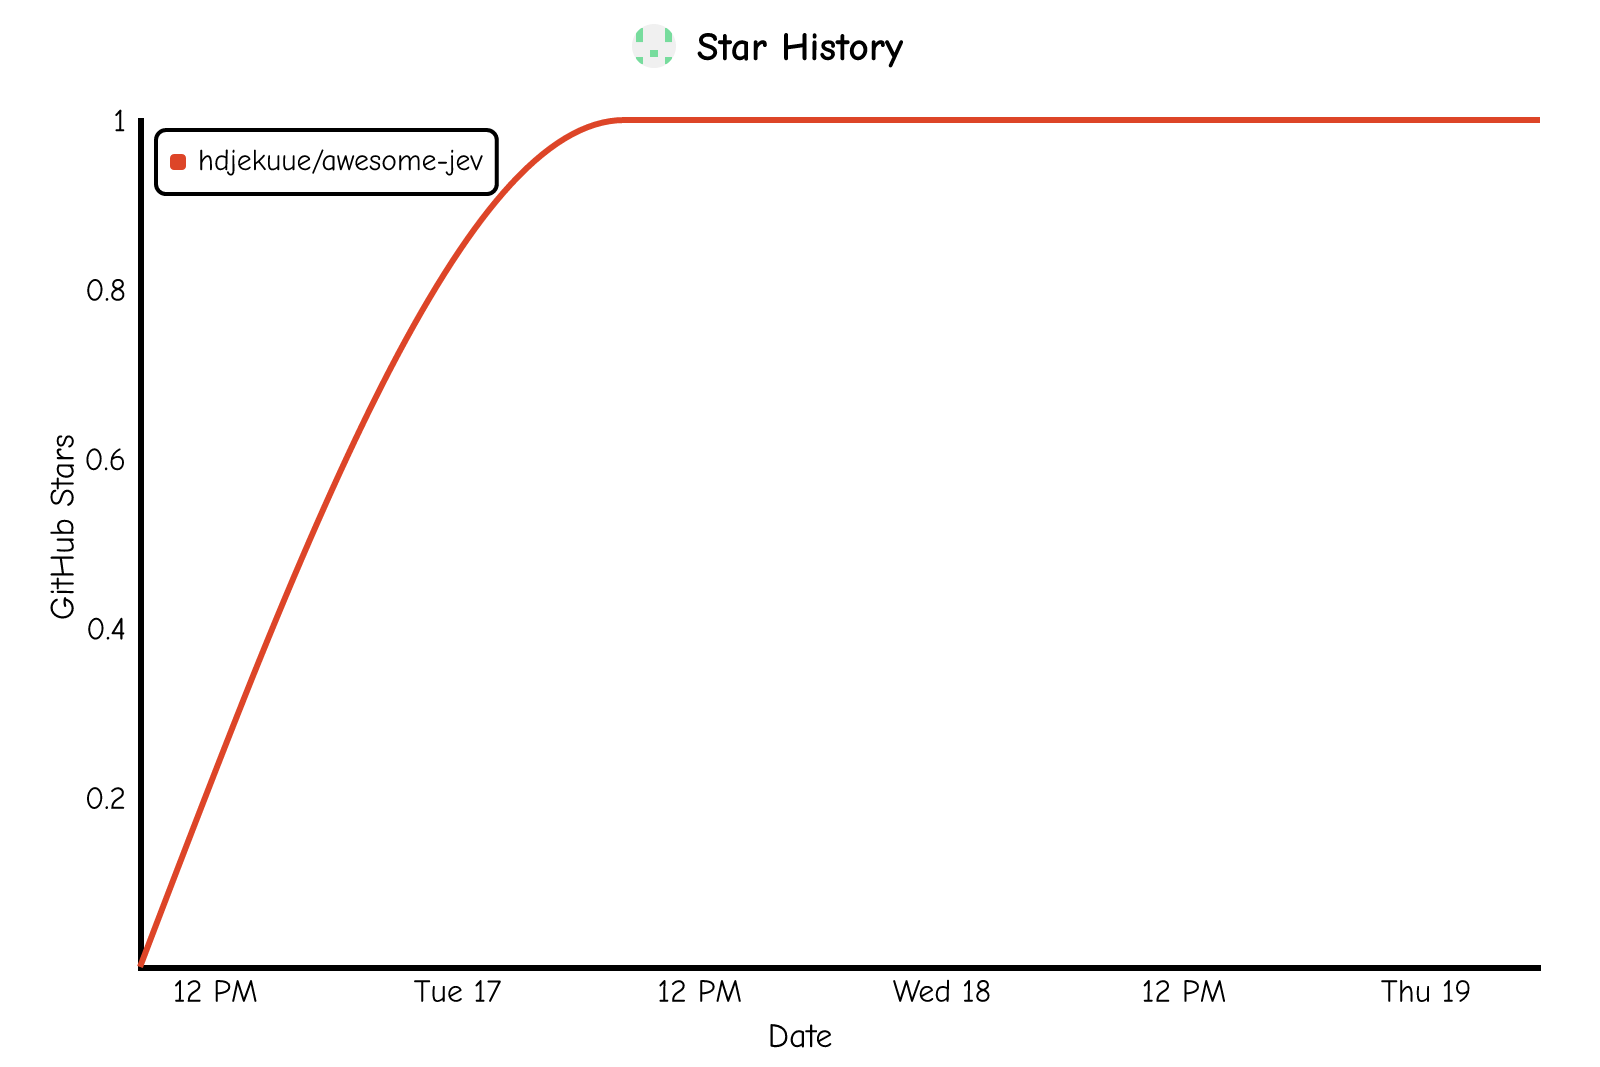 Star History
hdjekuue/awesome-jev
1
0.8
0.6
0.4
0.2
GitHub Stars
12 PM
Tue 17
12 PM
Wed 18
12 PM
Thu 19
Date